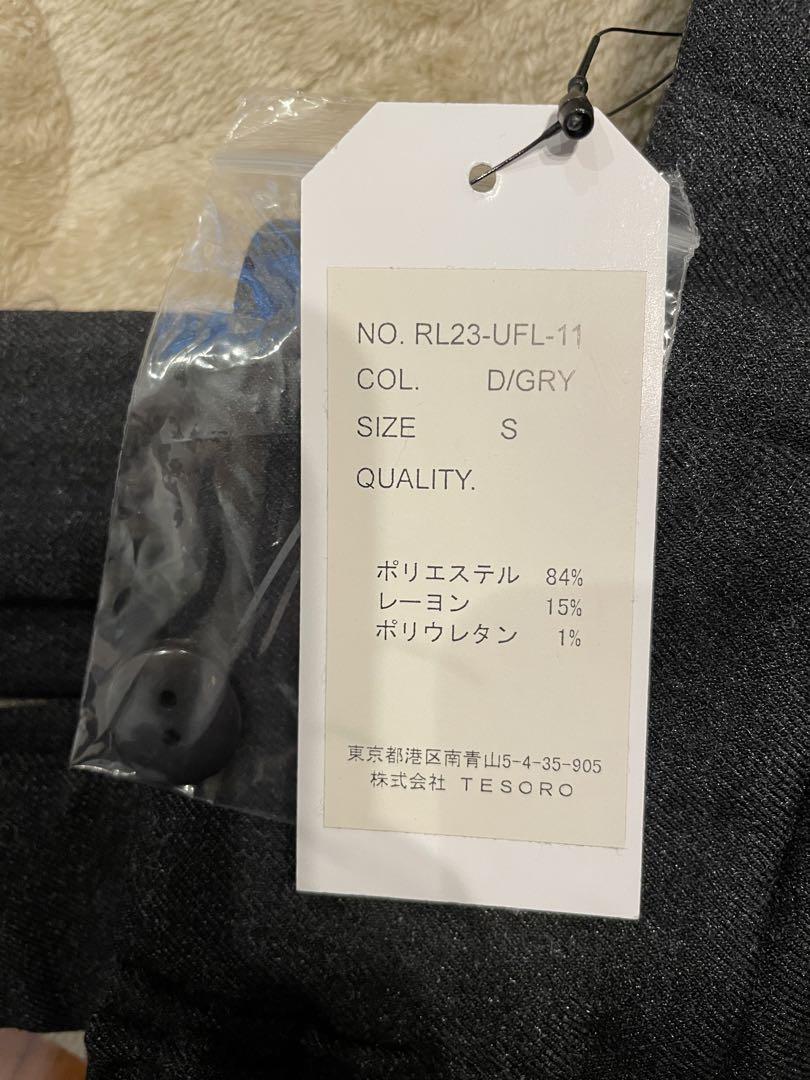 NO. RL23-UFL-11
COL. D/GRY
SIZE S
QUALITY.
ポリエステル 84%
レーヨン 15%
ポリウレタン 1%
東京都港区南青山5-4-35-905
株式会社 TESORO